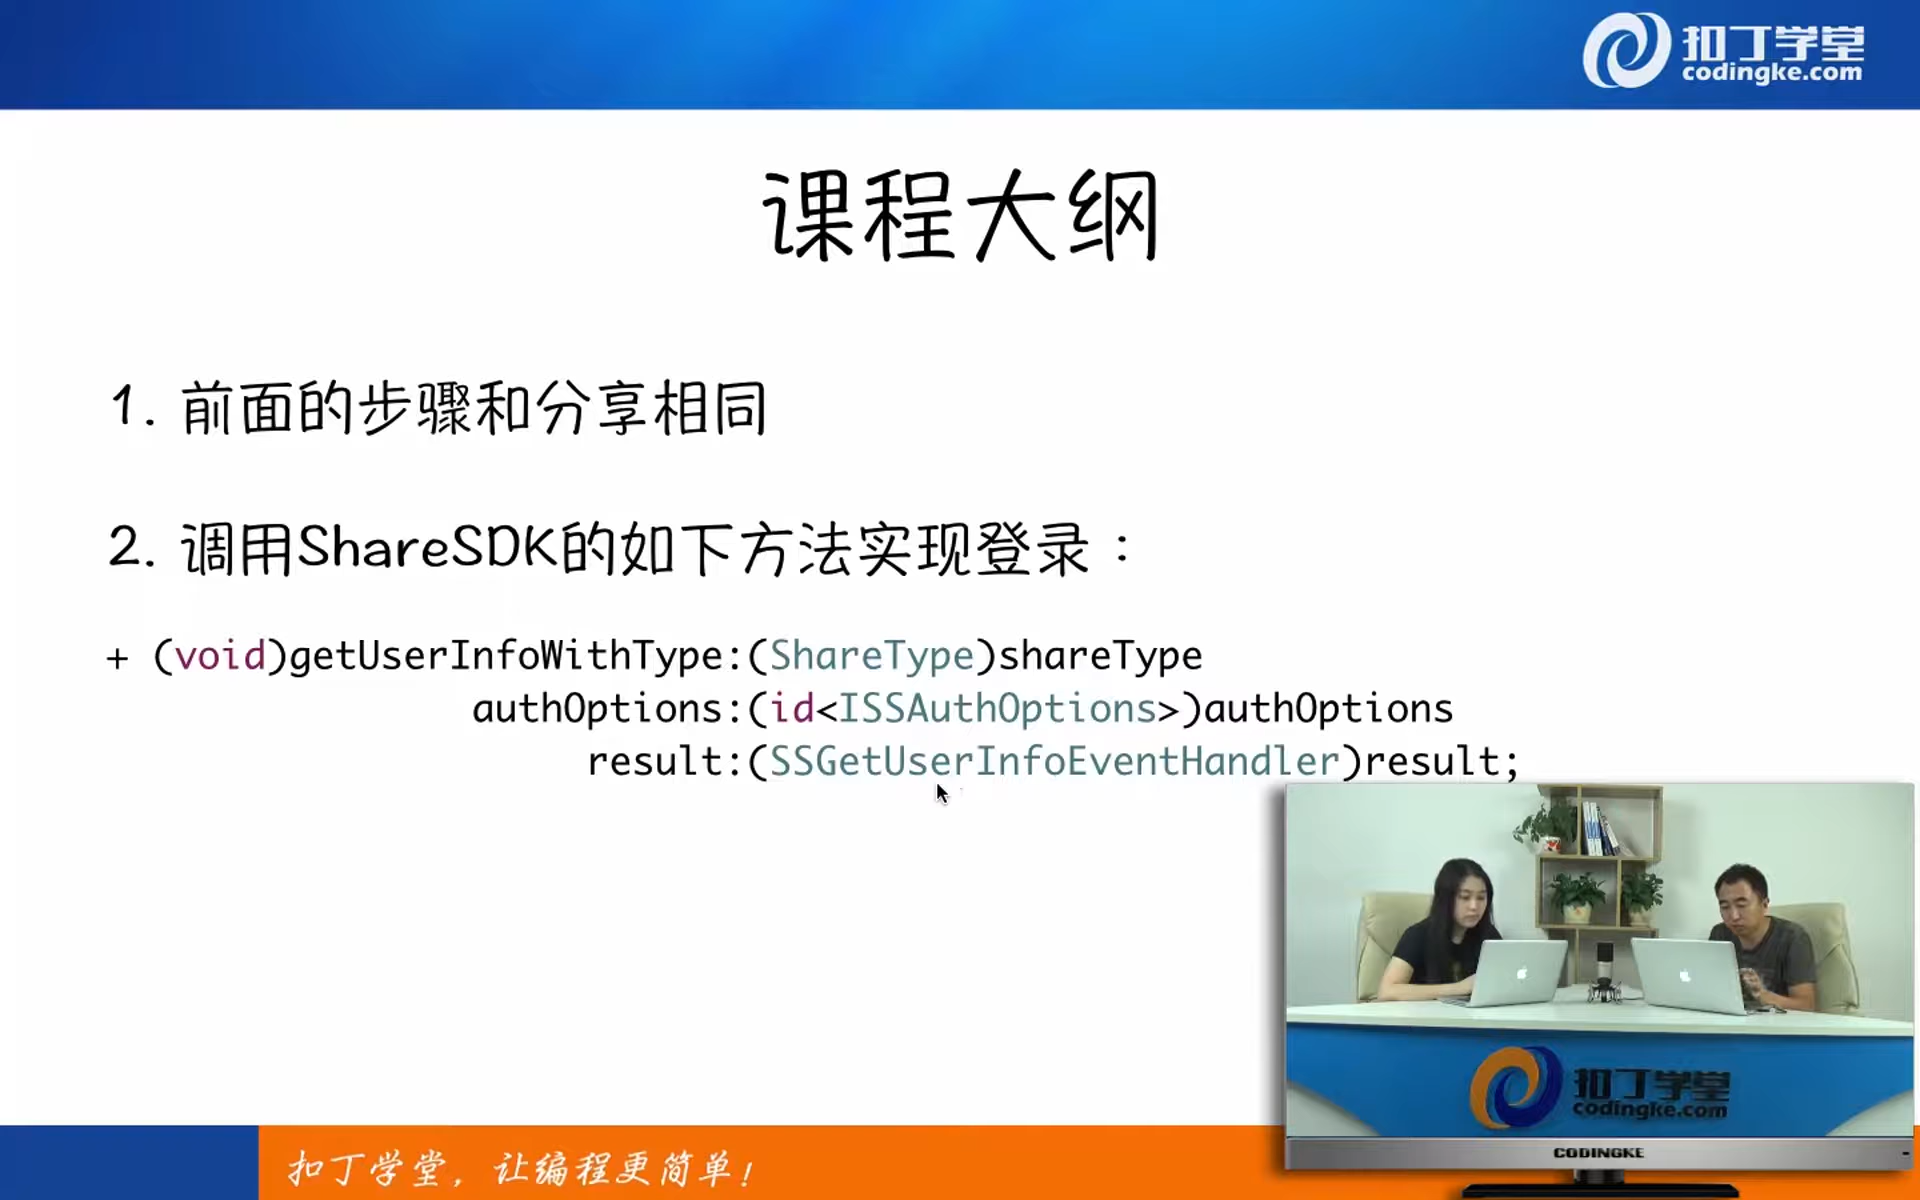 扣丁学堂
codingke.com
课程大纲
1. 前面的步骤和分享相同
2. 调用ShareSDK的如下方法实现登录：
+ (void)getUserInfoWithType:(ShareType)shareType
authOptions:(id<ISSAuthOptions>)authOptions
result:(SSGetUserInfoEventHandler)result;
扣丁学堂
codingke.com
CODINGKE
扣丁学堂，让编程更简单！